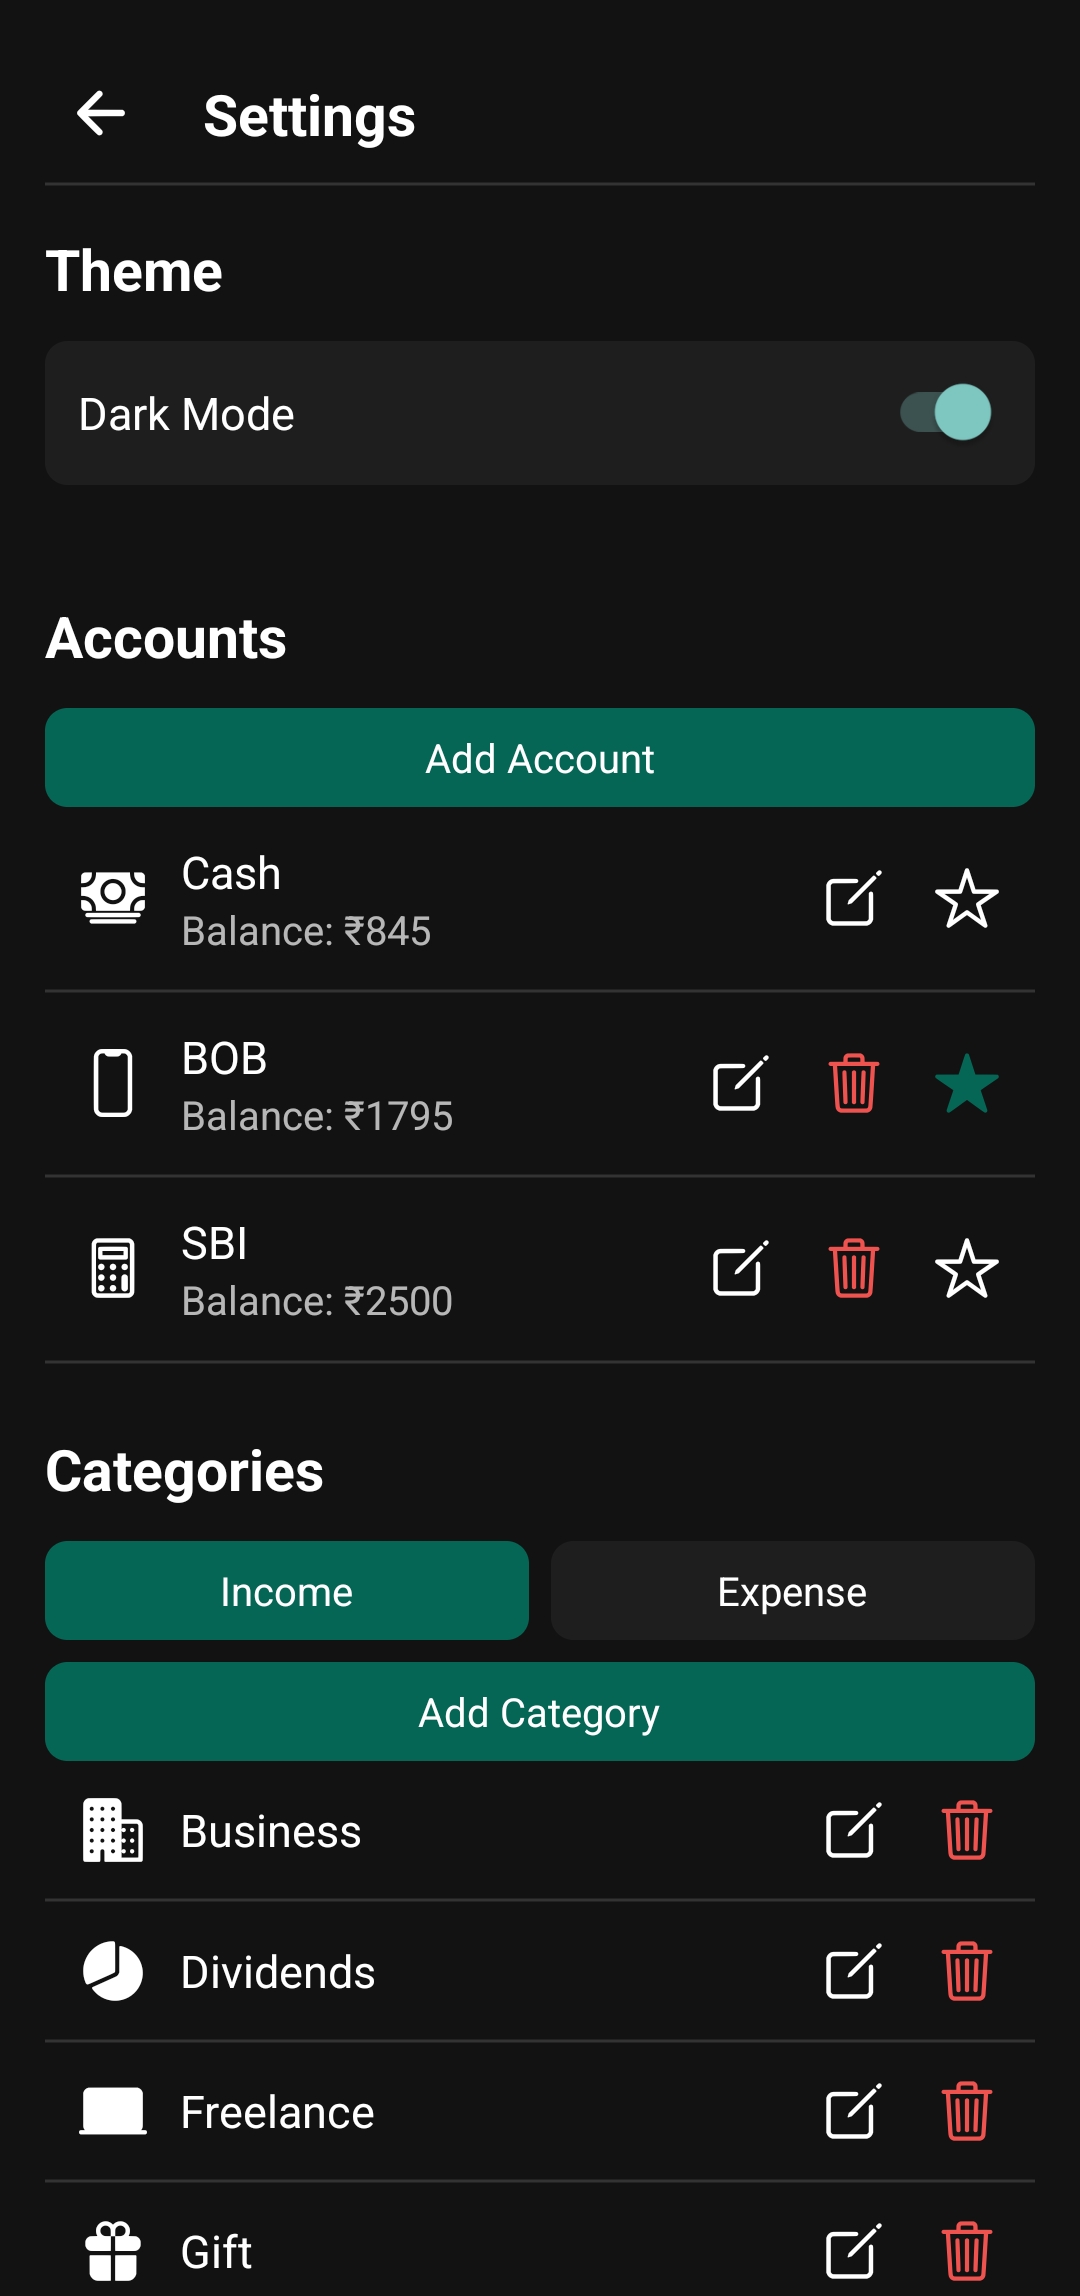 Settings
Theme
Dark Mode
Accounts
Add Account
Cash
Balance: ₹845
BOB
Balance: ₹1795
SBI
Balance: ₹2500
Categories
Income
Expense
Add Category
Business
Dividends
Freelance
Gift